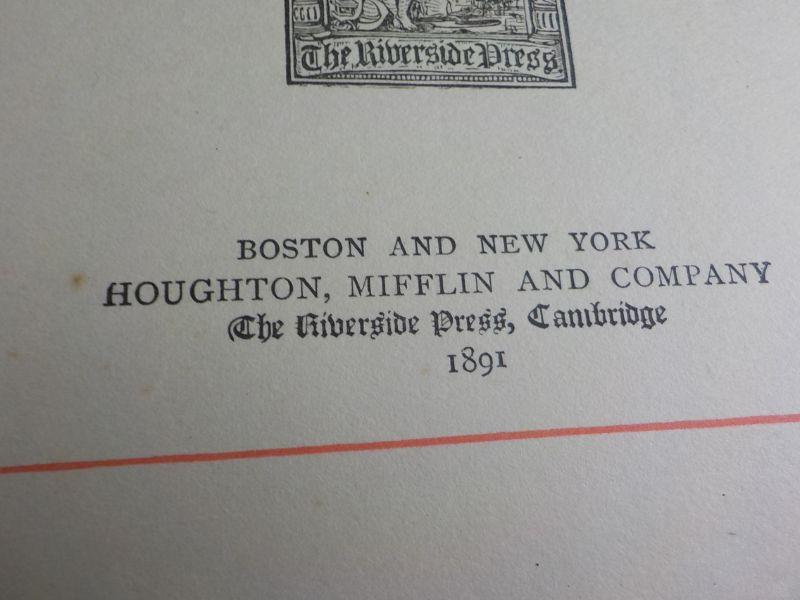 The Riverside Press
BOSTON AND NEW YORK
HOUGHTON, MIFFLIN AND COMPANY
The Riverside Press, Cambridge
1891